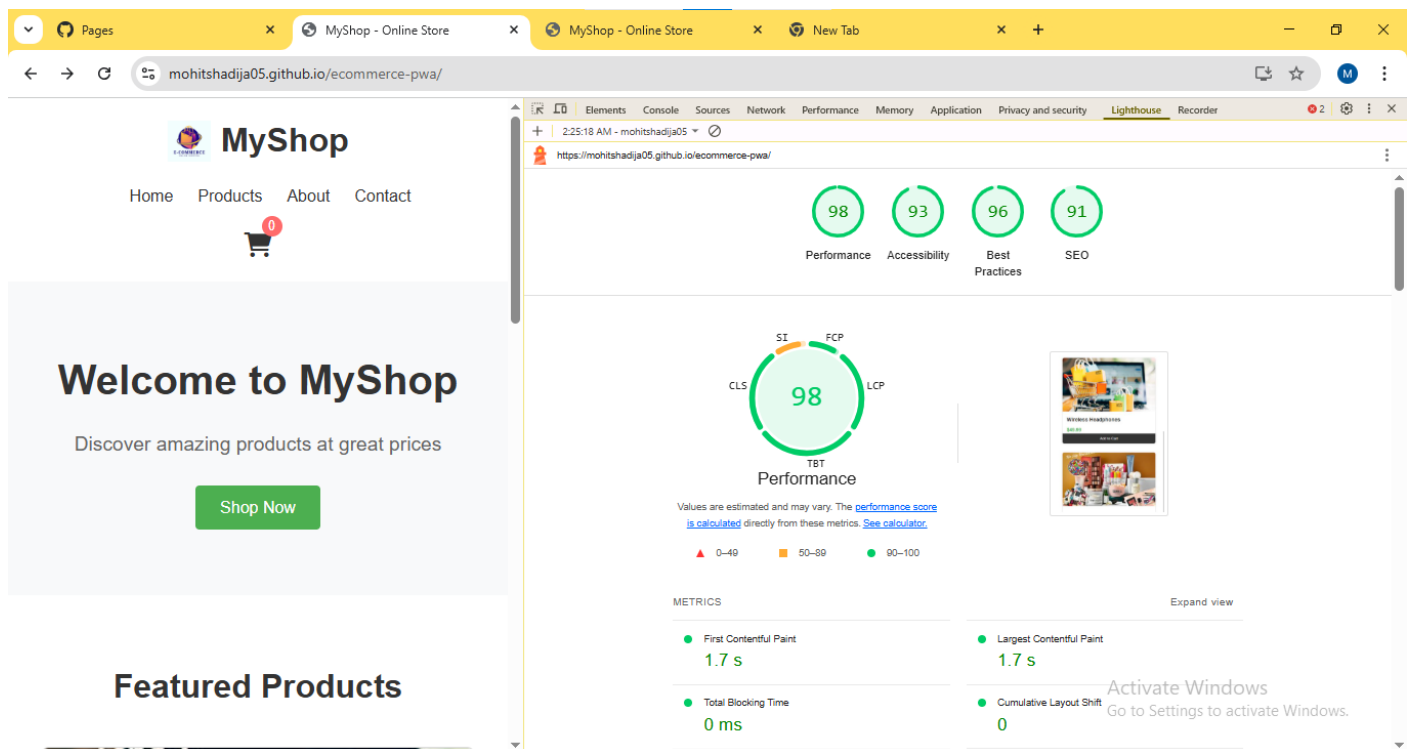 Pages
MyShop - Online Store
MyShop - Online Store
New Tab
mohitshadija05.github.io/ecommerce-pwa/
M
Elements Console Sources Network Performance Memory Application Privacy and security Lighthouse Recorder 2
2:25:18 AM - mohitshadija05
https://mohitshadija05.github.io/ecommerce-pwa/
E-COMMERCE
MyShop
Home Products About Contact
0
Welcome to MyShop
Discover amazing products at great prices
Shop Now
Featured Products
98 93 96 91
Performance Accessibility Best Practices SEO
SI FCP
CLS LCP
98
TBT
Performance
Values are estimated and may vary. The performance score
is calculated directly from these metrics. See calculator.
0–49 50–89 90–100
Wireless Headphones
Add to Cart
METRICS Expand view
First Contentful Paint
1.7 s
Largest Contentful Paint
1.7 s
Total Blocking Time
0 ms
Cumulative Layout Shift
0
Activate Windows
Go to Settings to activate Windows.